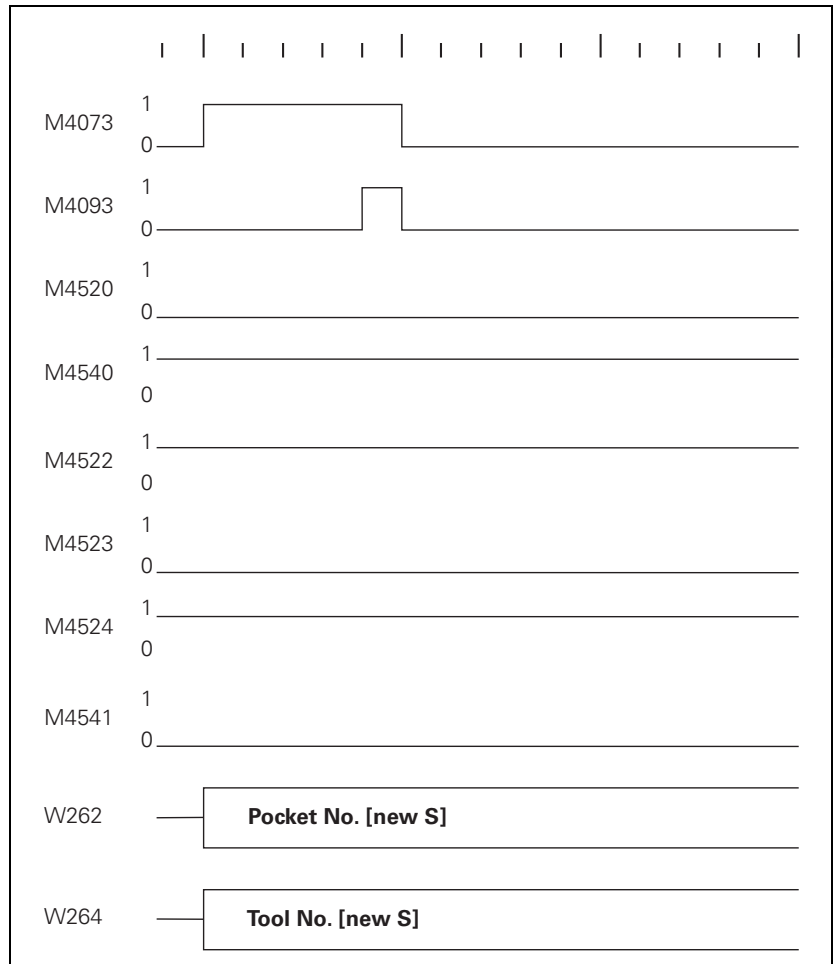 M4073 1
0
M4093 1
0
M4520 1
0
M4540 1
0
M4522 1
0
M4523 1
0
M4524 1
0
M4541 1
0
W262 Pocket No. [new S]
W264 Tool No. [new S]